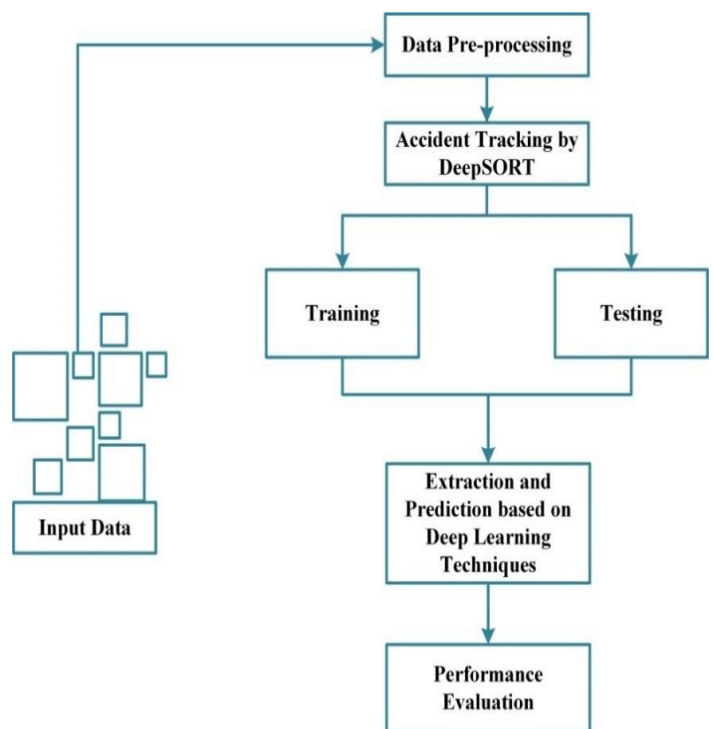 Data Pre-processing
Accident Tracking by
DeepSORT
Training
Testing
Input Data
Extraction and
Prediction based on
Deep Learning
Techniques
Performance
Evaluation